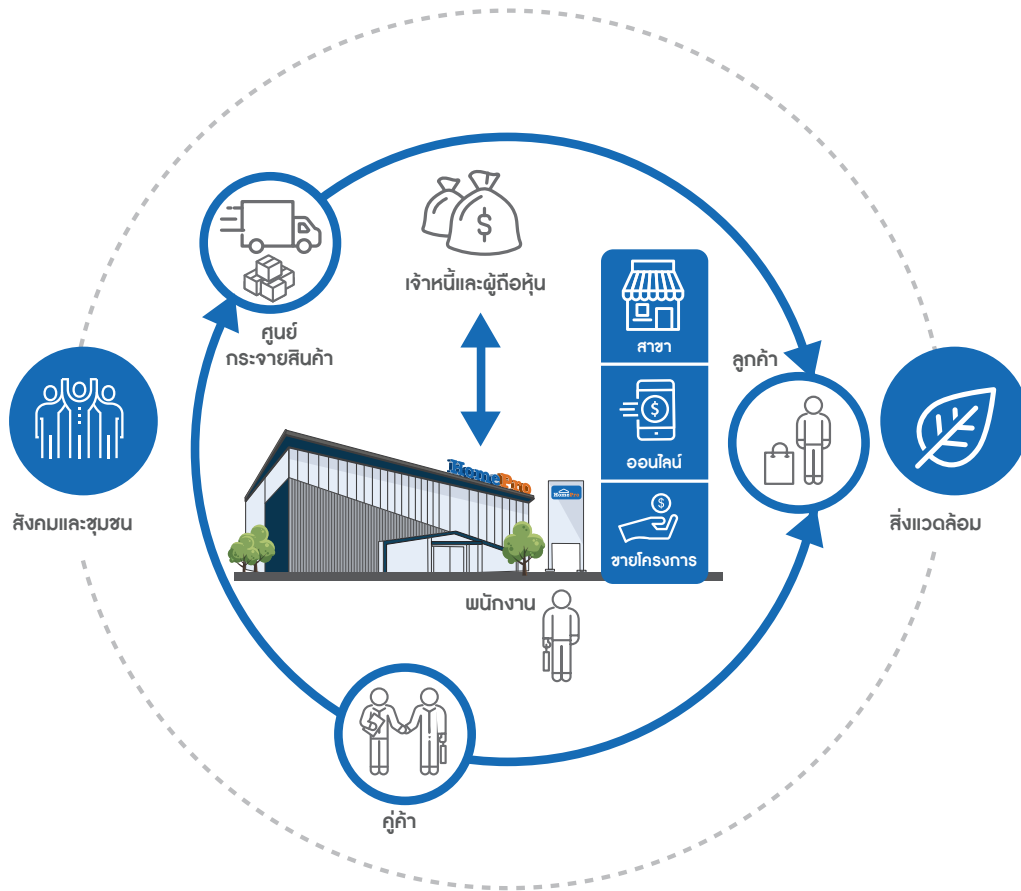 เจ้าหนี้และผู้ถือหุ้น
ศูนย์
กระจายสินค้า
สาขา
ลูกค้า
ออนไลน์
HomePro
HomePro
สังคมและชุมชน
สิ่งแวดล้อม
ขายโครงการ
พนักงาน
คู่ค้า